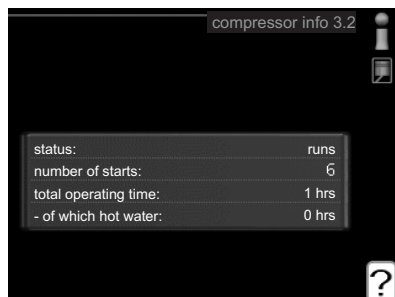 compressor info 3.2
status: runs
number of starts: 6
total operating time: 1 hrs
- of which hot water: 0 hrs
?